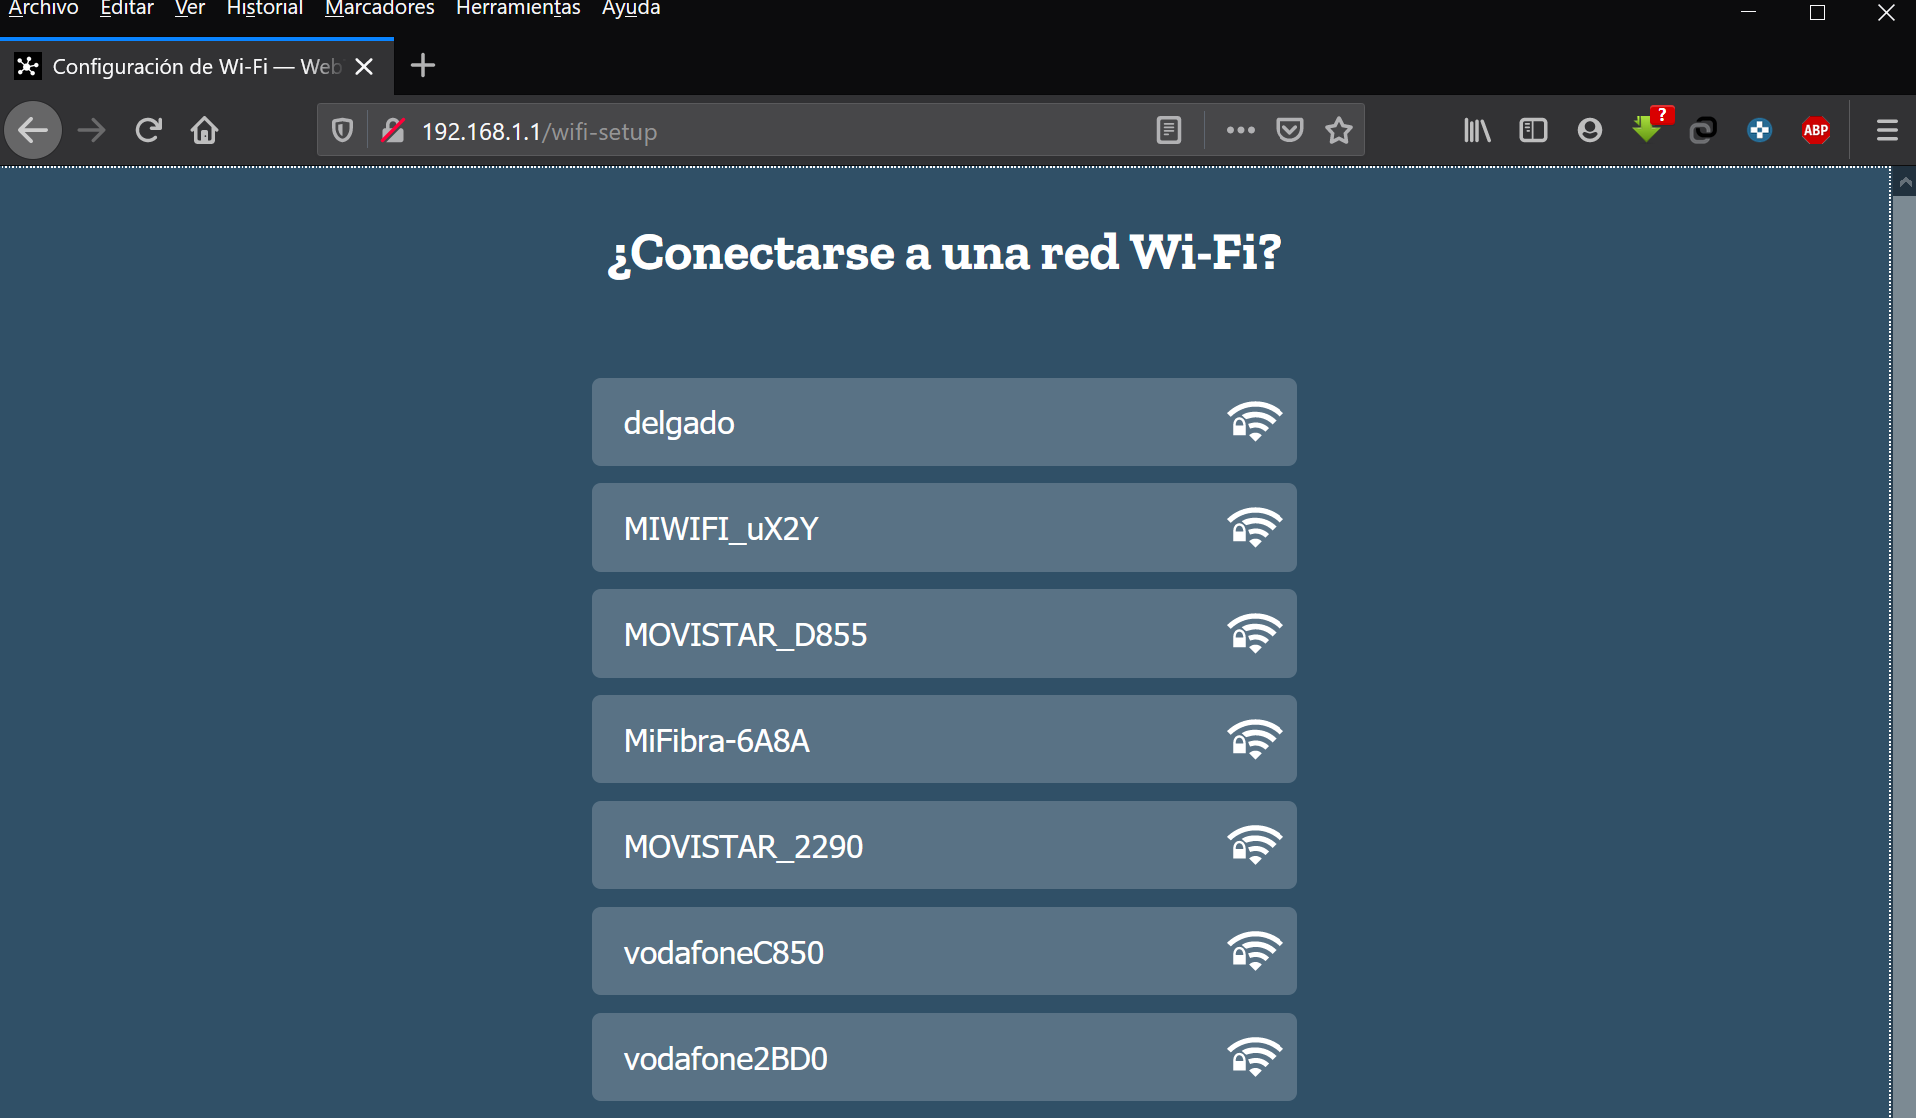 Archivo Editar Ver Historial Marcadores Herramientas Ayuda
Configuración de Wi-Fi — Web
192.168.1.1/wifi-setup
?
ABP
¿Conectarse a una red Wi-Fi?
delgado
MIWIFI_uX2Y
MOVISTAR_D855
MiFibra-6A8A
MOVISTAR_2290
vodafoneC850
vodafone2BD0